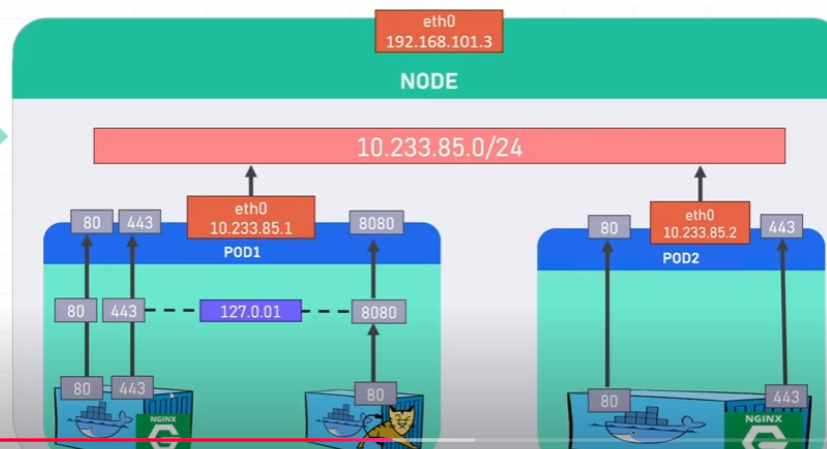 eth0
192.168.101.3
NODE
10.233.85.0/24
eth0
10.233.85.1
80
443
8080
POD1
eth0
10.233.85.2
80
443
POD2
80
443
127.0.01
8080
80
443
80
NGINX
80
443
NGINX